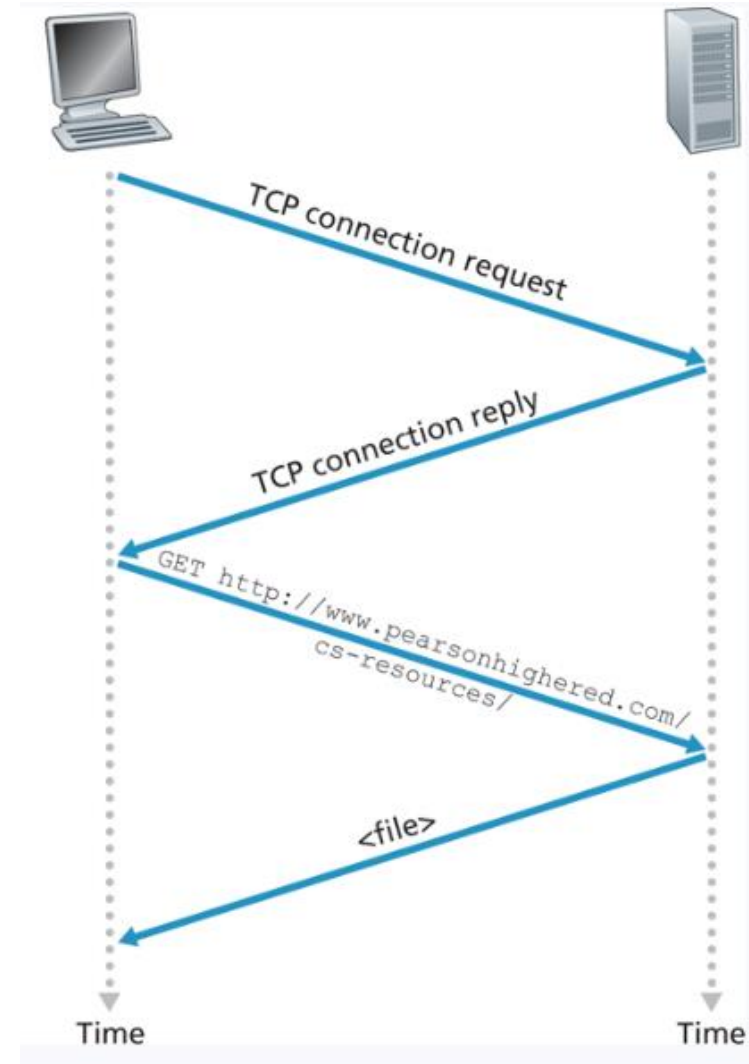 TCP connection request
TCP connection reply
GET http://www.pearsonhighered.com/
cs-resources/
<file>
Time
Time